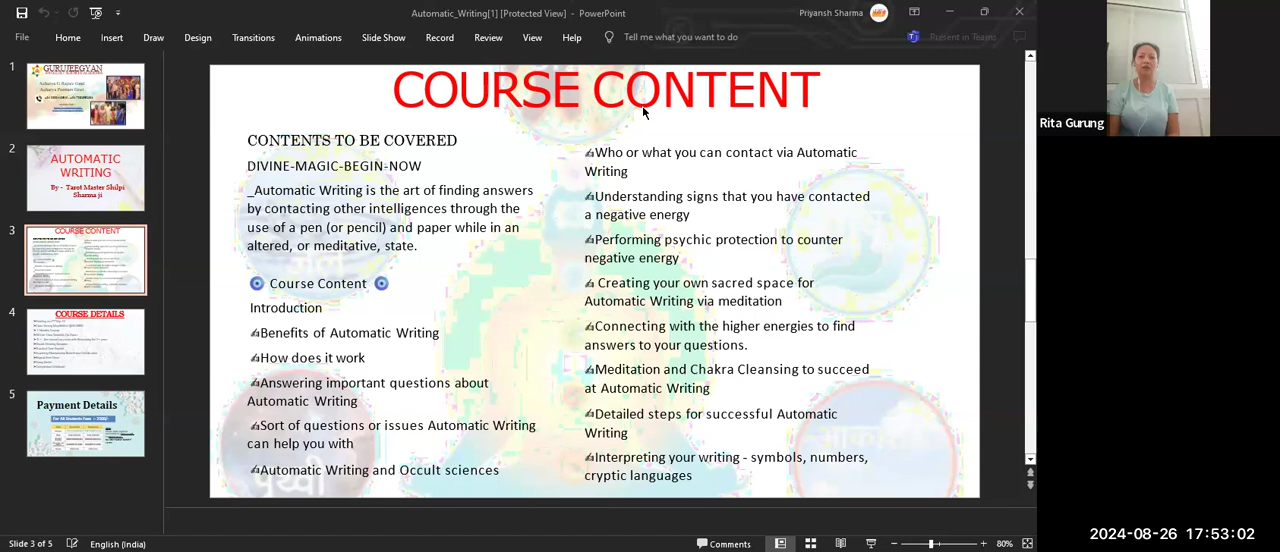 Automatic_Writing[1] [Protected View] - PowerPoint
Priyansh Sharma
File Home Insert Draw Design Transitions Animations Slide Show Record Review View Help Tell me what you want to do
Present in Teams
1
GURUJEEGYAN
2
AUTOMATIC
WRITING
By - Tarot Master Shilpi
Sharma ji
3
COURSE CONTENT
4
COURSE DETAILS
5
Payment Details
COURSE CONTENT
CONTENTS TO BE COVERED
DIVINE-MAGIC-BEGIN-NOW
_Automatic Writing is the art of finding answers
by contacting other intelligences through the
use of a pen (or pencil) and paper while in an
altered, or meditative, state.
Course Content
Introduction
✍Benefits of Automatic Writing
✍How does it work
✍Answering important questions about
Automatic Writing
✍Sort of questions or issues Automatic Writing
can help you with
✍Automatic Writing and Occult sciences
✍Who or what you can contact via Automatic
Writing
✍Understanding signs that you have contacted
a negative energy
✍Performing psychic protection to counter
negative energy
✍ Creating your own sacred space for
Automatic Writing via meditation
✍Connecting with the higher energies to find
answers to your questions.
✍Meditation and Chakra Cleansing to succeed
at Automatic Writing
✍Detailed steps for successful Automatic
Writing
✍Interpreting your writing - symbols, numbers,
cryptic languages
Rita Gurung
Slide 3 of 5
English (India)
Comments
80%
2024-08-26 17:53:02